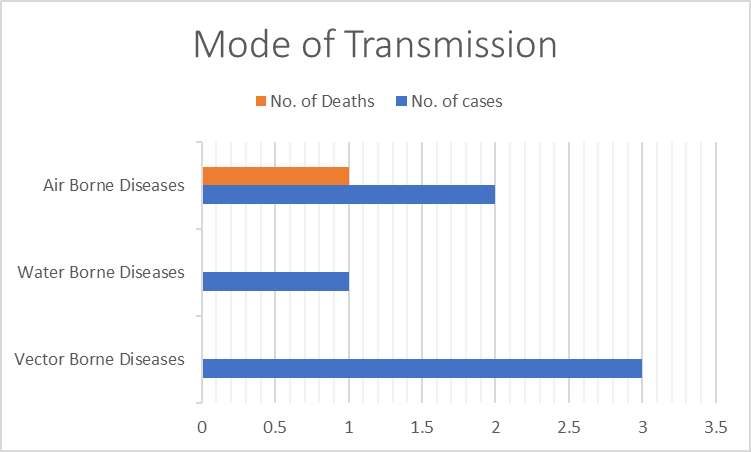 Mode of Transmission
No. of Deaths No. of cases
Air Borne Diseases
Water Borne Diseases
Vector Borne Diseases
0 0.5 1 1.5 2 2.5 3 3.5